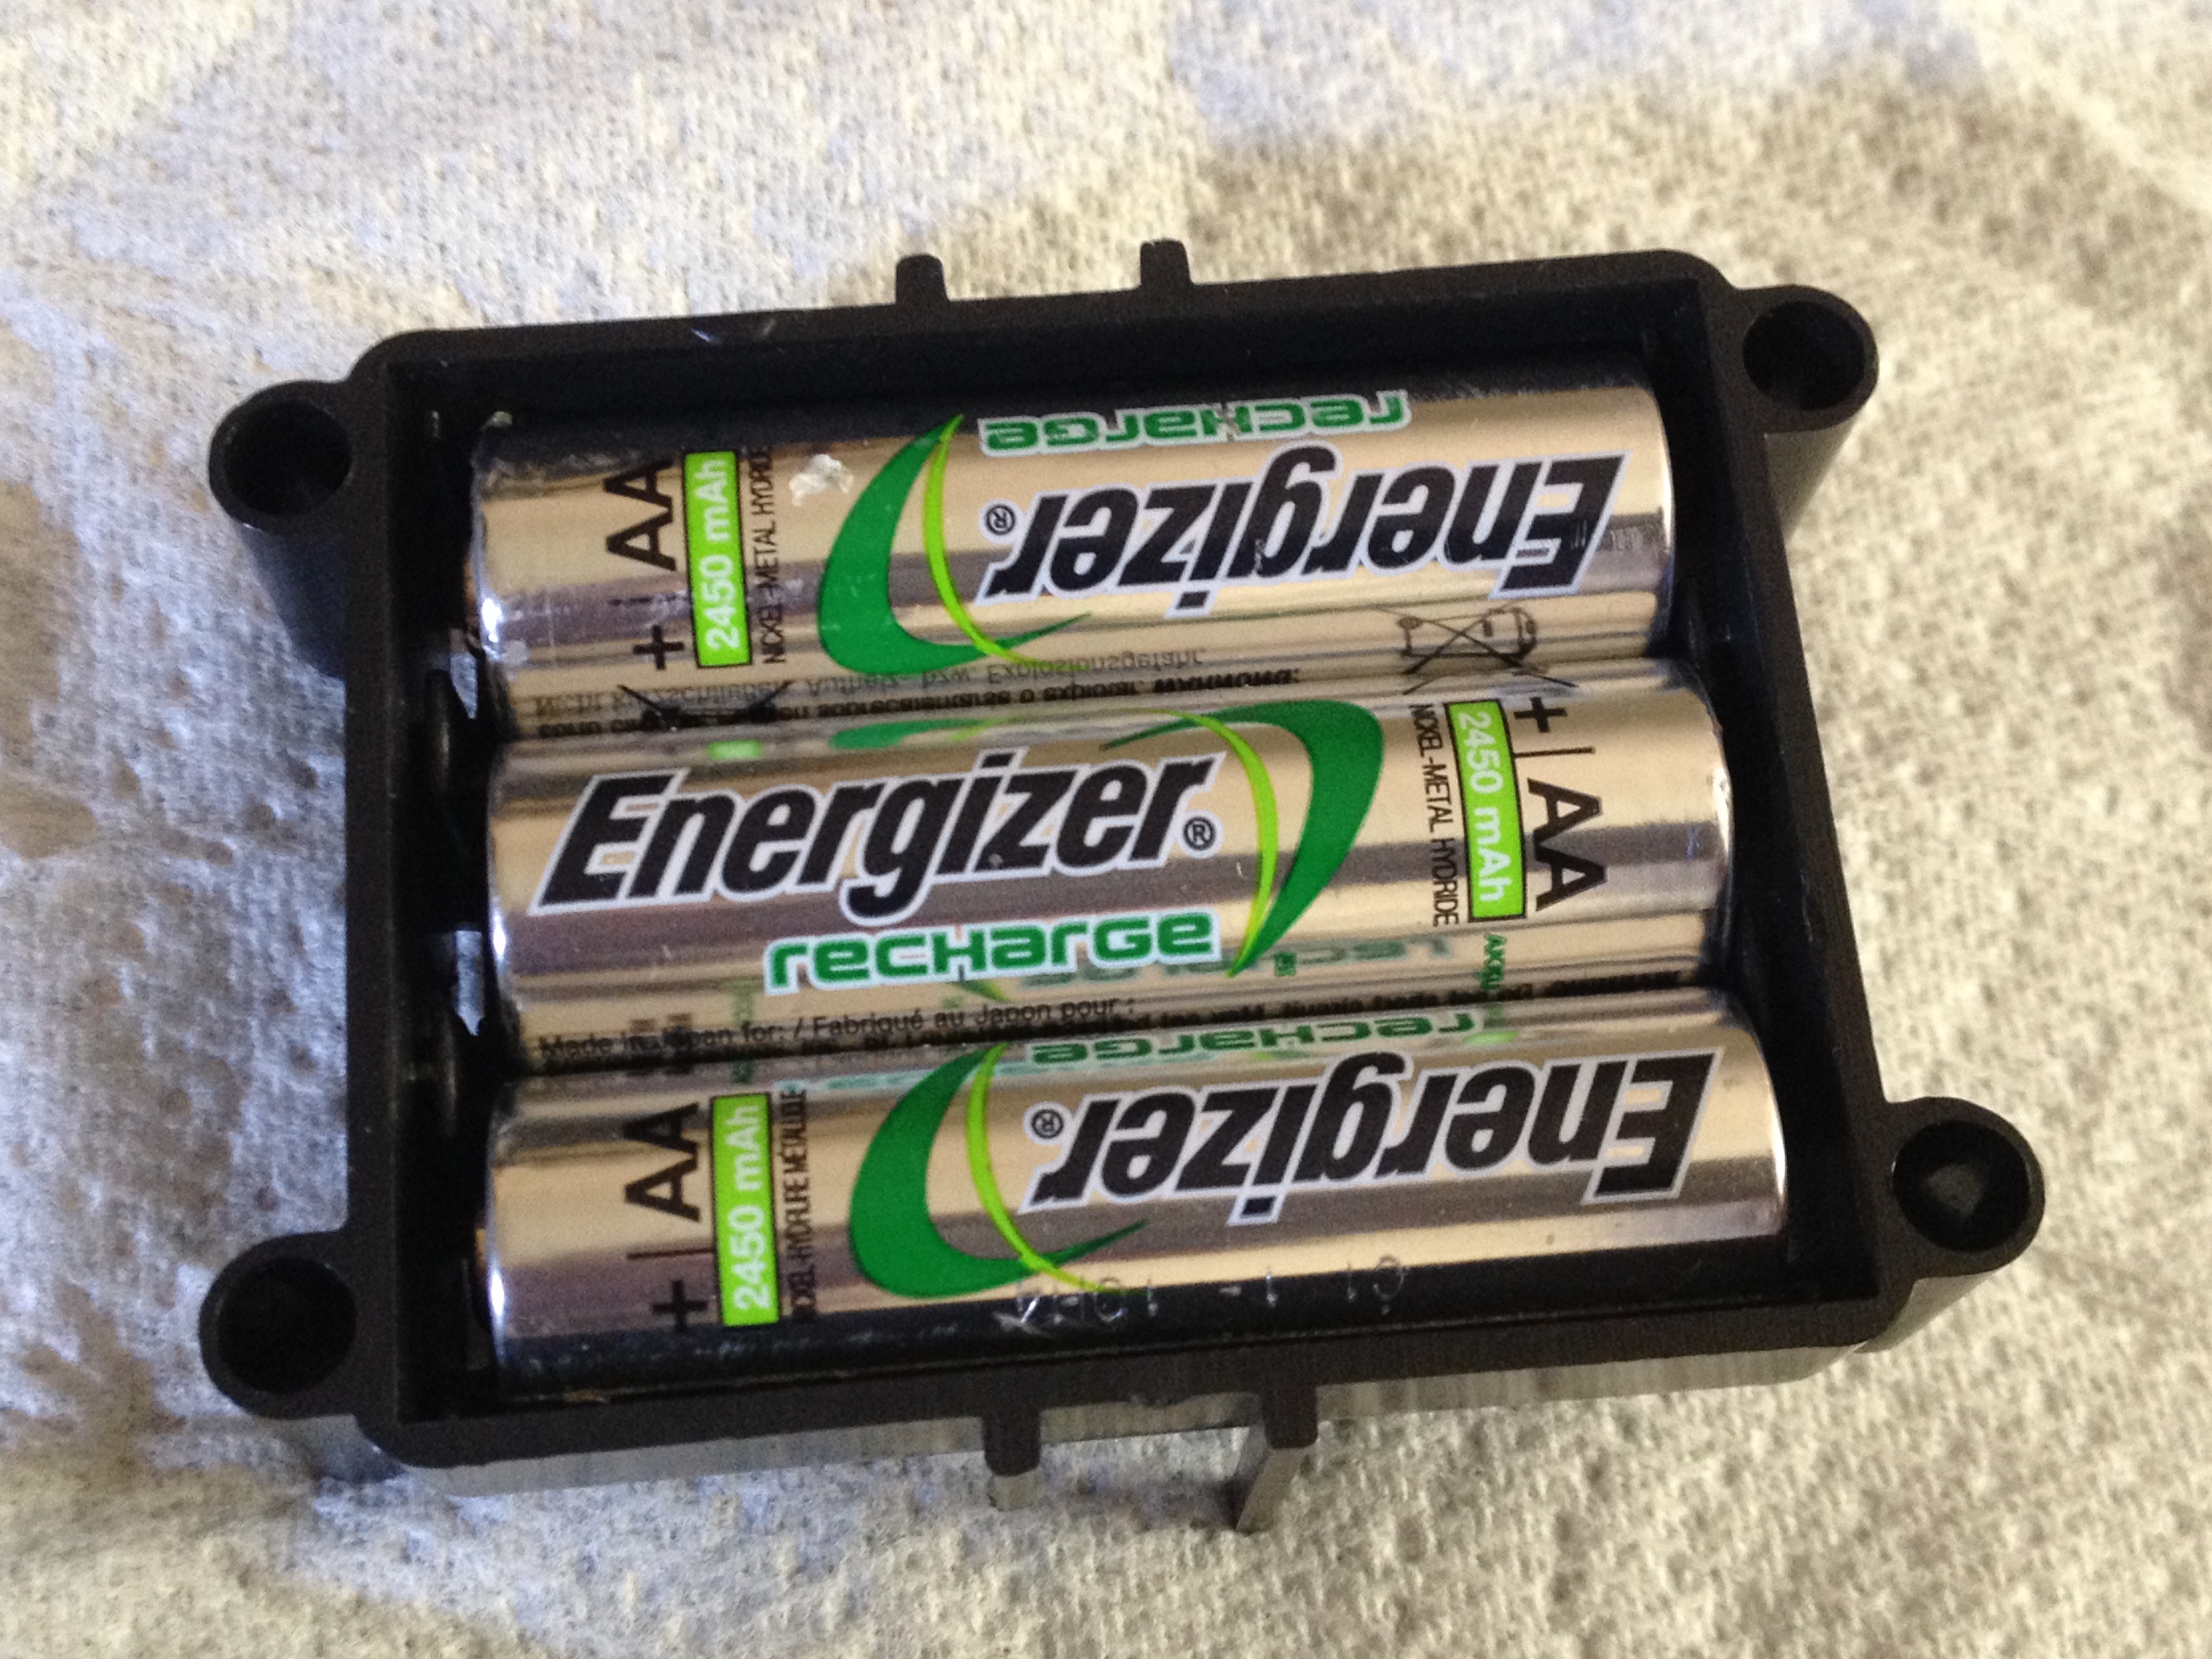 recharge
Energizer®
AA
2450 mAh
NICKEL-METAL HYDRIDE
+
Energizer®
recharge
AA
2450 mAh
NICKEL-METAL HYDRIDE
+
Made in Japan for: / Fabriqué au Japon pour :
recharge
Energizer®
AA
2450 mAh
+